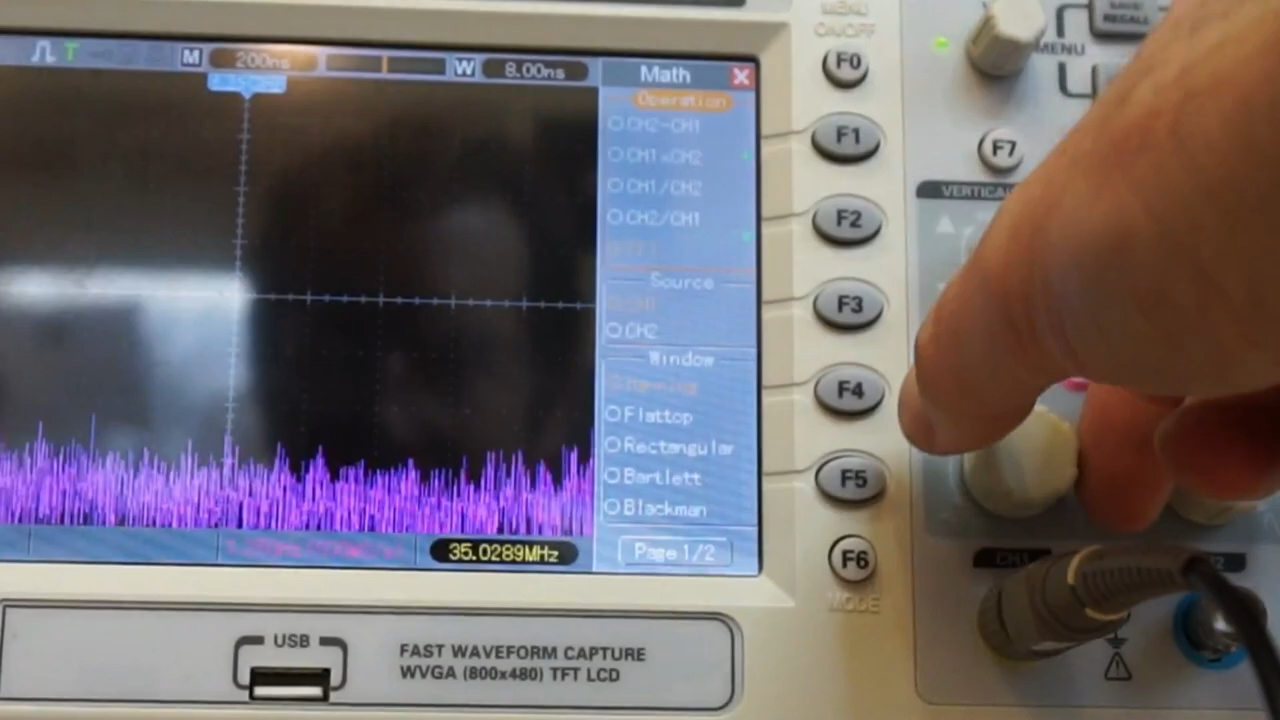 MENU
ON/OFF
SAVE/
RECALL
T
M 200ns W 8.00ns
Math
F0
MENU
Operation
CH2-CH1
F1
CH1×CH2
F7
CH1/CH2
VERTICAL
CH2/CH1
F2
Source
F3
CH2
Window
F4
Flattop
Rectangular
Bartlett
F5
Blackman
35.0289MHz
Page 1/2
F6
CH1
MODE
USB
FAST WAVEFORM CAPTURE
WVGA (800x480) TFT LCD